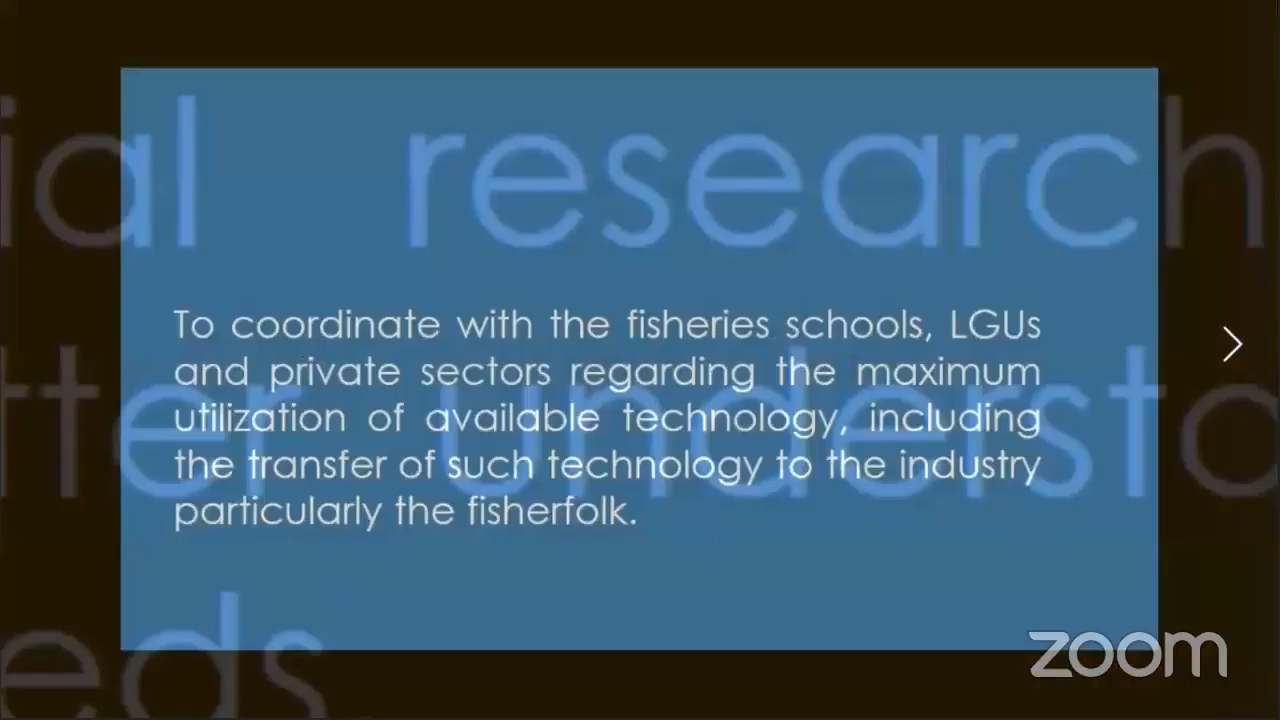 research
To coordinate with the fisheries schools, LGUs
and private sectors regarding the maximum
utilization of available technology, including
the transfer of such technology to the industry
particularly the fisherfolk.
zoom